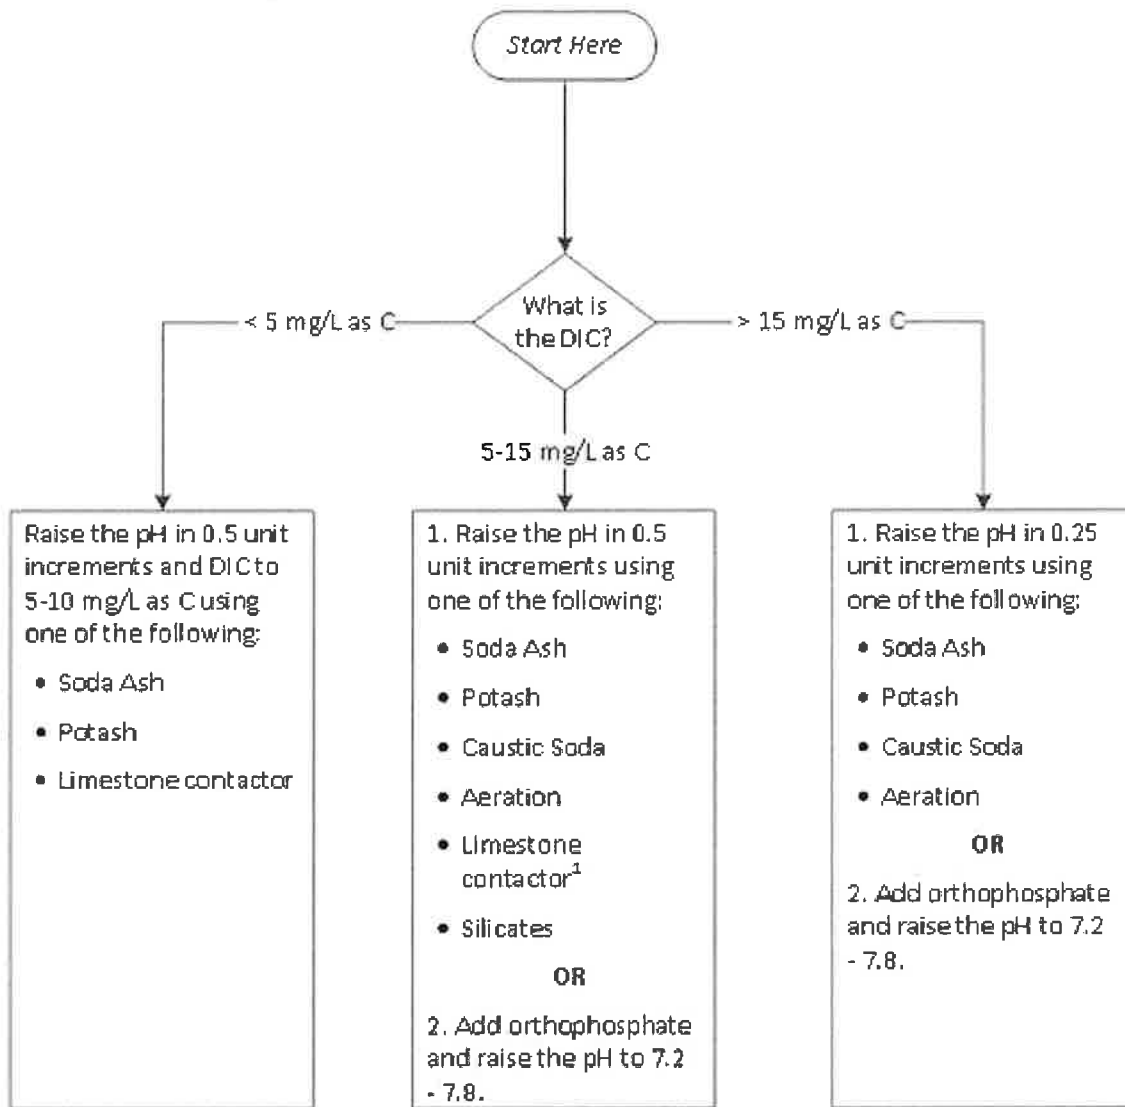 Start Here
What is
the DIC?
< 5 mg/L as C
> 15 mg/L as C
5-15 mg/L as C
Raise the pH in 0.5 unit
increments and DIC to
5-10 mg/L as C using
one of the following:
• Soda Ash
• Potash
• Limestone contactor
1. Raise the pH in 0.5
unit increments using
one of the following:
• Soda Ash
• Potash
• Caustic Soda
• Aeration
• Limestone
contactor¹
• Silicates
OR
2. Add orthophosphate
and raise the pH to 7.2
- 7.8.
1. Raise the pH in 0.25
unit increments using
one of the following:
• Soda Ash
• Potash
• Caustic Soda
• Aeration
OR
2. Add orthophosphate
and raise the pH to 7.2
- 7.8.